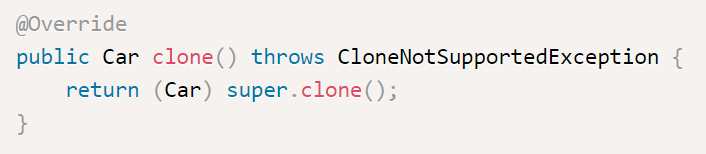 @Override
public Car clone() throws CloneNotSupportedException {
    return (Car) super.clone();
}